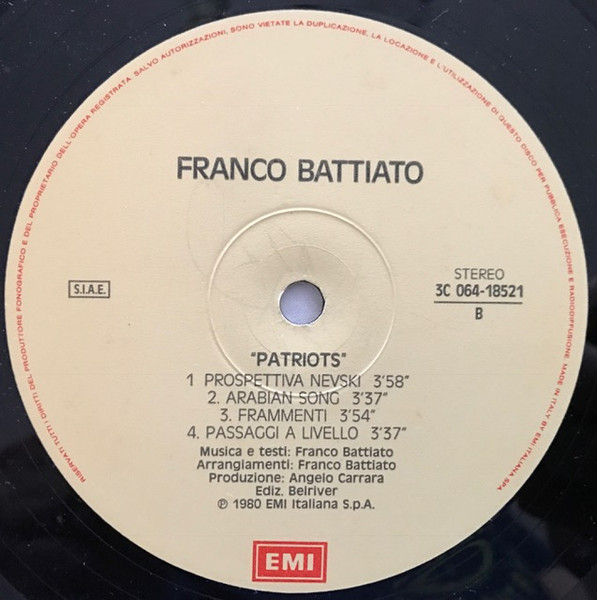 RISERVATI TUTTI I DIRITTI DEL PRODUTTORE FONOGRAFICO E DEL PROPRIETARIO DELL'OPERA REGISTRATA. SALVO AUTORIZZAZIONI, SONO VIETATE LA DUPLICAZIONE, LA LOCAZIONE E L'UTILIZZAZIONE DI QUESTO DISCO PER PUBBLICA ESECUZIONE E RADIODIFFUSIONE. MADE IN ITALY BY EMI ITALIANA SPA
FRANCO BATTIATO
S.I.A.E.
STEREO
3C 064-18521
B
"PATRIOTS"
1 PROSPETTIVA NEVSKI 3'58"
2. ARABIAN SONG 3'37"
3. FRAMMENTI 3'54"
4. PASSAGGI A LIVELLO 3'37"
Musica e testi: Franco Battiato
Arrangiamenti: Franco Battiato
Produzione: Angelo Carrara
Ediz. Belriver
℗ 1980 EMI Italiana S.p.A.
EMI